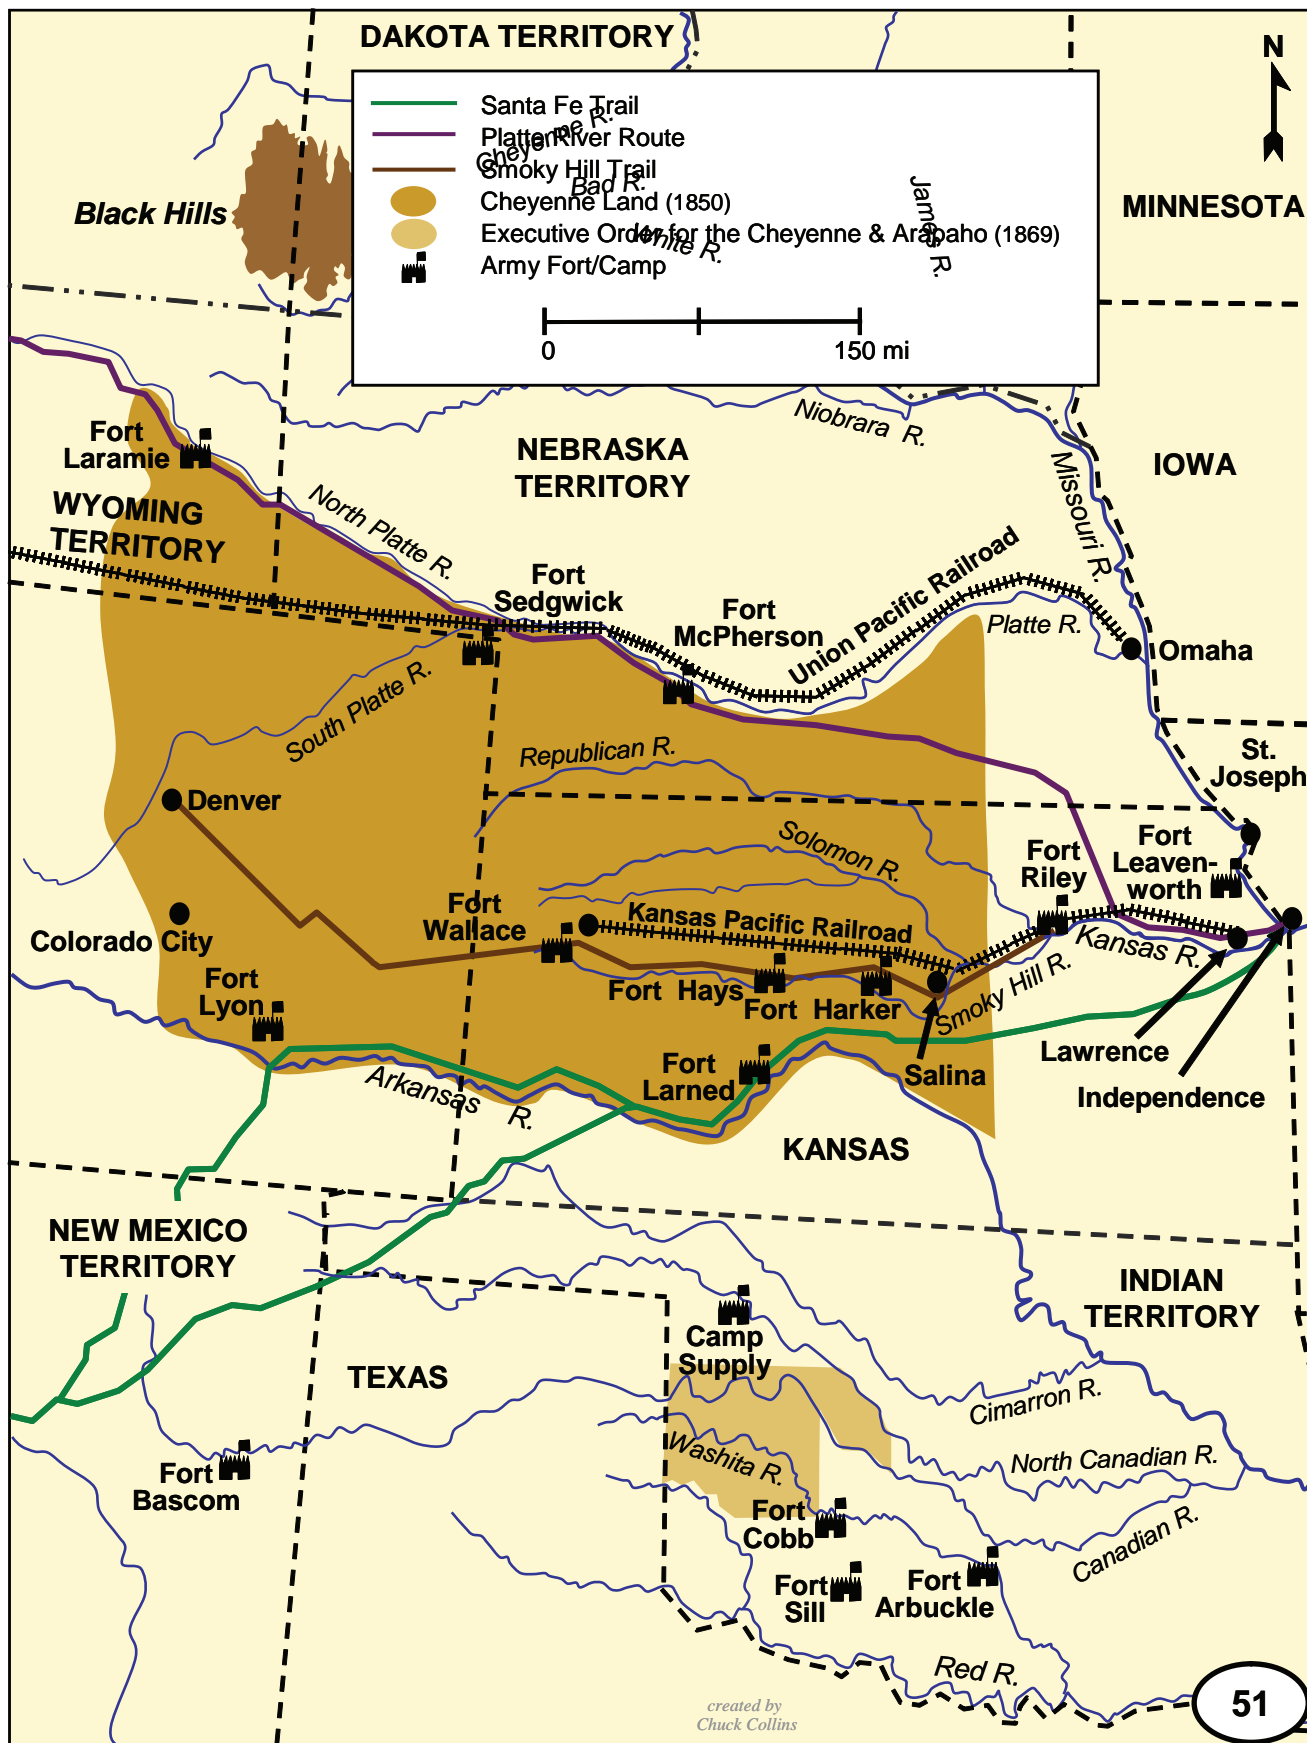 DAKOTA TERRITORY
N
Santa Fe Trail
Platte River Route
Smoky Hill Trail
Cheyenne Land (1850)
Executive Order for the Cheyenne & Arapaho (1869)
Army Fort/Camp
0
150 mi
Cheyenne R.
Bad R.
White R.
James R.
Black Hills
MINNESOTA
Niobrara R.
Fort
Laramie
NEBRASKA
TERRITORY
Missouri R.
IOWA
WYOMING
TERRITORY
North Platte R.
Fort
Sedgwick
Fort
McPherson
Union Pacific Railroad
Platte R.
Omaha
South Platte R.
Republican R.
St.
Joseph
Denver
Solomon R.
Fort
Riley
Fort
Leaven-
worth
Fort
Wallace
Kansas Pacific Railroad
Colorado City
Kansas R.
Fort
Lyon
Fort Hays
Fort Harker
Smoky Hill R.
Lawrence
Salina
Independence
Fort
Larned
Arkansas R.
KANSAS
NEW MEXICO
TERRITORY
INDIAN
TERRITORY
Camp
Supply
TEXAS
Cimarron R.
Washita R.
North Canadian R.
Fort
Bascom
Fort
Cobb
Canadian R.
Fort
Sill
Fort
Arbuckle
Red R.
created by
Chuck Collins
51